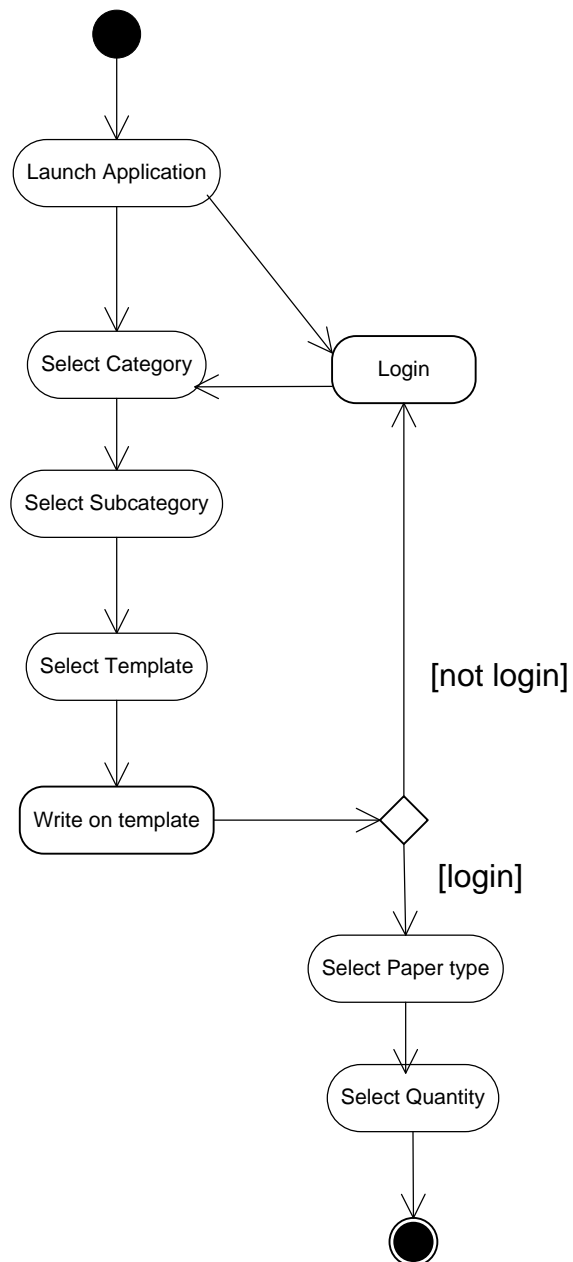 Launch Application
Select Category
Login
Select Subcategory
Select Template
[not login]
Write on template
[login]
Select Paper type
Select Quantity